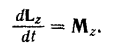 dL_z/dt = M_z.